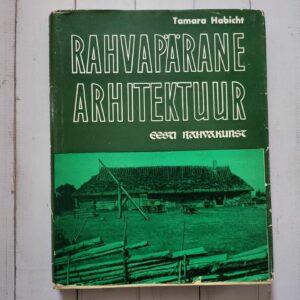 Tamara Habicht
RAHVAPÄRANE
ARHITEKTUUR
EESTI RAHVAKUNST